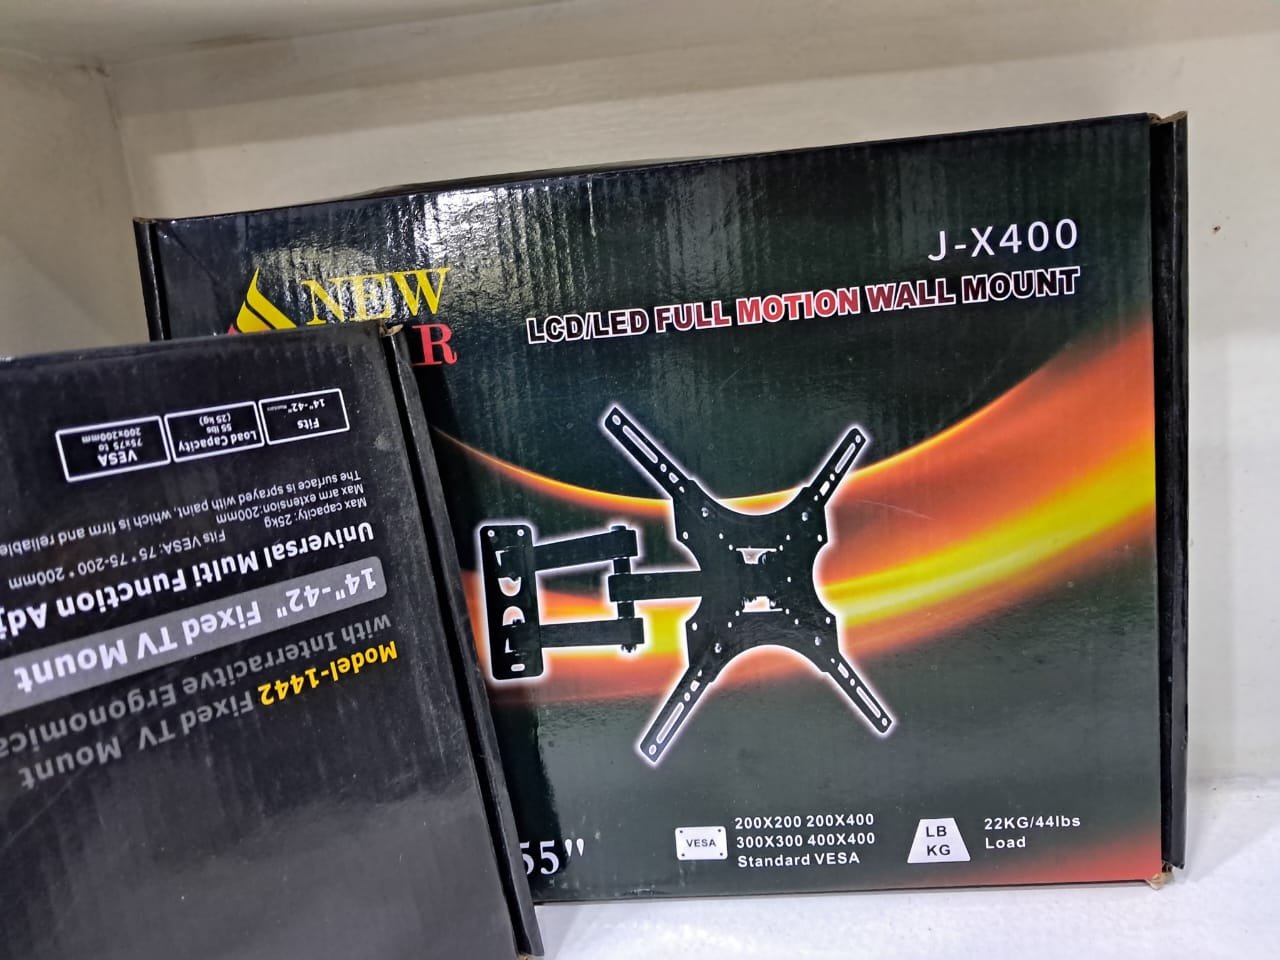 J-X400
LCD/LED FULL MOTION WALL MOUNT
NEW
R
55"
VESA
200X200 200X400
300X300 400X400
Standard VESA
LB
KG
22KG/44lbs
Load
Mount TV Fixed
with Interacitve Ergonomica
Model-1442
14"-42" Fixed TV Mount
Universal Multi Function Adj
Fits VESA: 75*75-200*200mm
Max arm extension:200mm
Max capacity: 25kg
The surface is sprayed with paint, which is firm and reliable
Fits
14"-42"
Load Capacity
55 lbs
(25 kg)
VESA
75x75 to
200x200mm